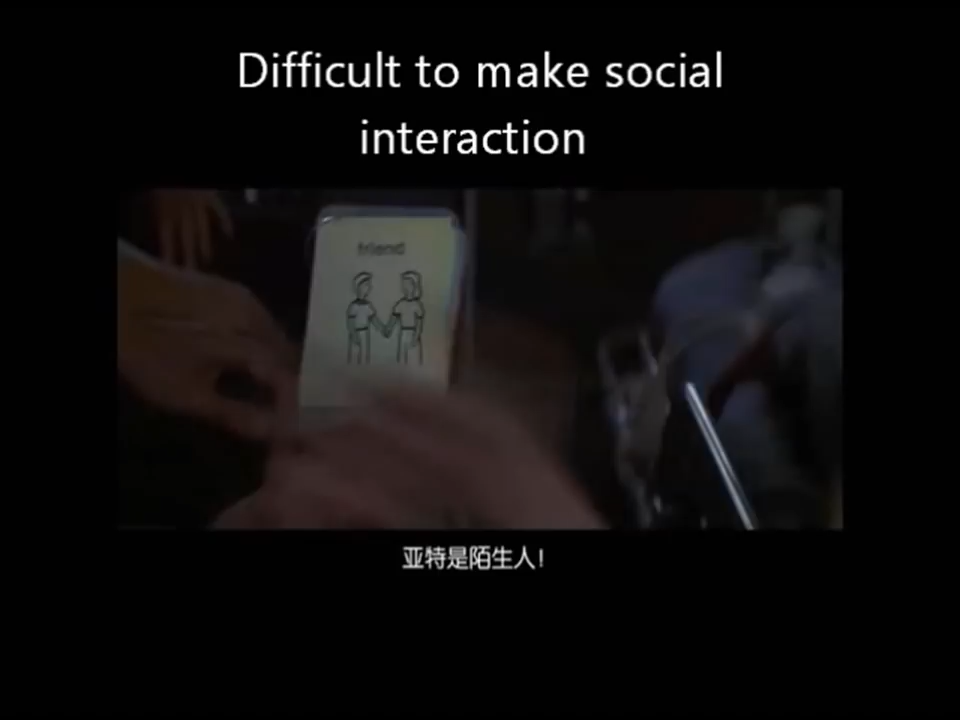 Difficult to make social
interaction
friend
亚特是陌生人!